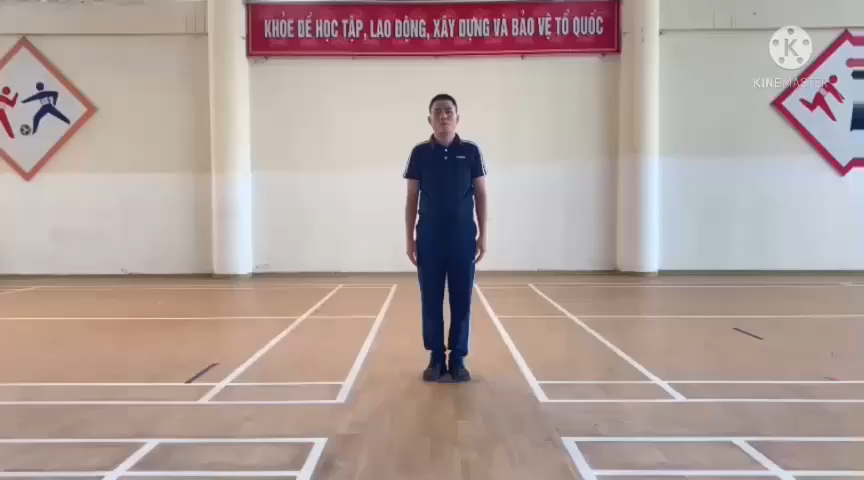 KHỎE ĐỂ HỌC TẬP, LAO ĐỘNG, XÂY DỰNG VÀ BẢO VỆ TỔ QUỐC
KINEMASTER